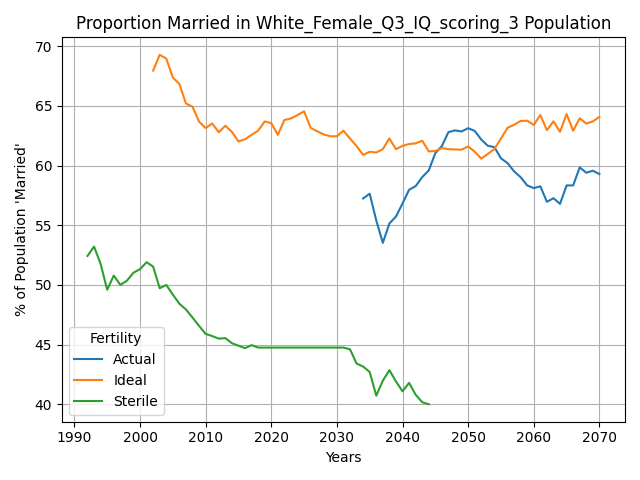 Proportion Married in White_Female_Q3_IQ_scoring_3 Population
% of Population 'Married'
70
65
60
55
50
45
40
Fertility
Actual
Ideal
Sterile
1990 2000 2010 2020 2030 2040 2050 2060 2070
Years